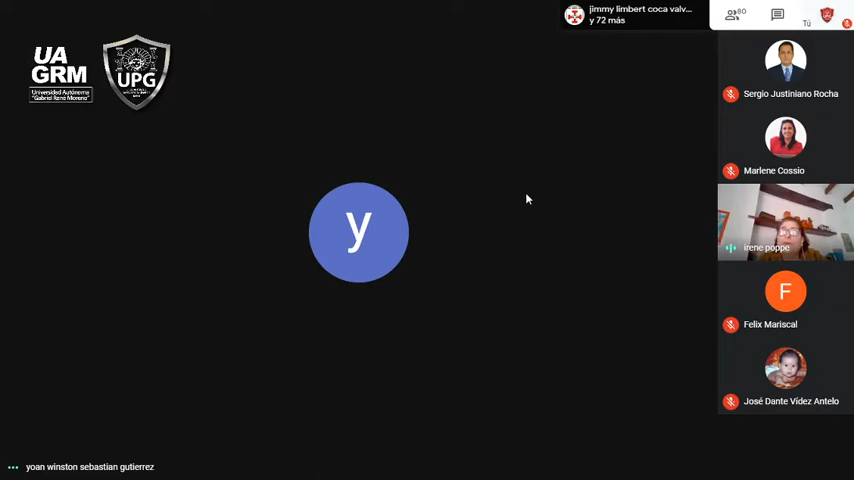 jimmy limbert coca valv...
y 72 más
80
Tú
UA
GRM
Universidad Autónoma
"Gabriel René Moreno"
UPG
Sergio Justiniano Rocha
Marlene Cossio
y
irene poppe
F
Felix Mariscal
José Dante Vídez Antelo
yoan winston sebastian gutierrez